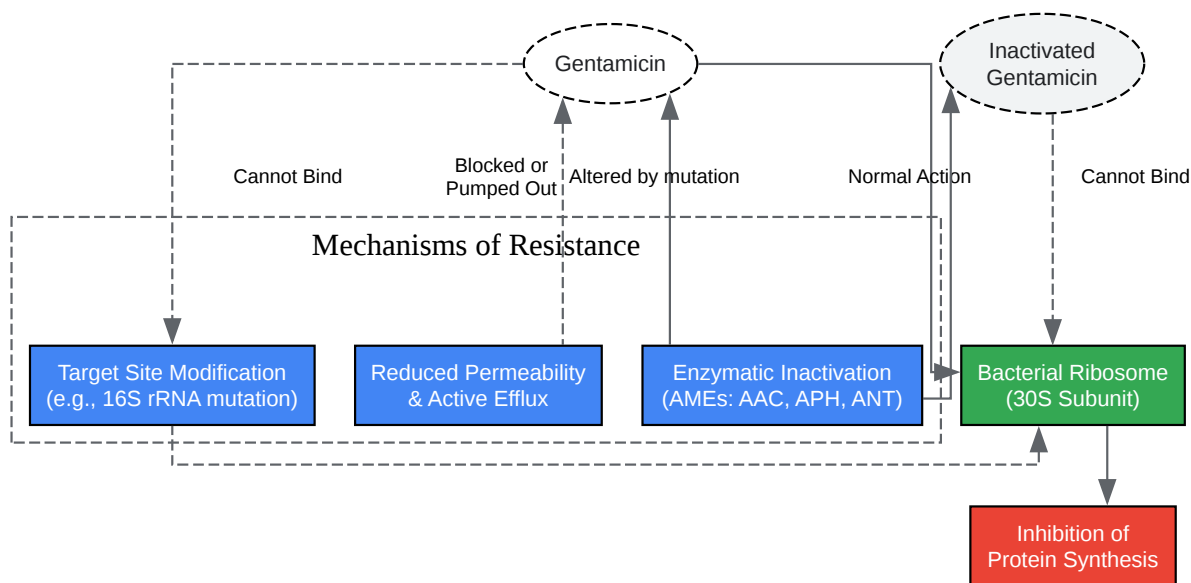 Gentamicin
Inactivated
Gentamicin
Cannot Bind
Blocked or
Pumped Out
Altered by mutation
Normal Action
Cannot Bind
Mechanisms of Resistance
Target Site Modification
(e.g., 16S rRNA mutation)
Reduced Permeability
& Active Efflux
Enzymatic Inactivation
(AMEs: AAC, APH, ANT)
Bacterial Ribosome
(30S Subunit)
Inhibition of
Protein Synthesis